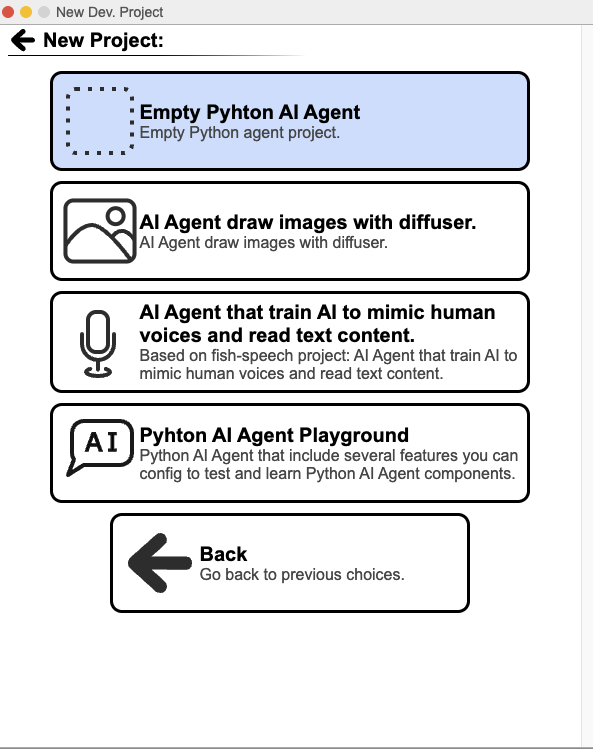 New Dev. Project
New Project:
Empty Pyhton AI Agent
Empty Python agent project.
AI Agent draw images with diffuser.
AI Agent draw images with diffuser.
AI Agent that train AI to mimic human
voices and read text content.
Based on fish-speech project: AI Agent that train AI to
mimic human voices and read text content.
AI
Pyhton AI Agent Playground
Python AI Agent that include several features you can
config to test and learn Python AI Agent components.
Back
Go back to previous choices.